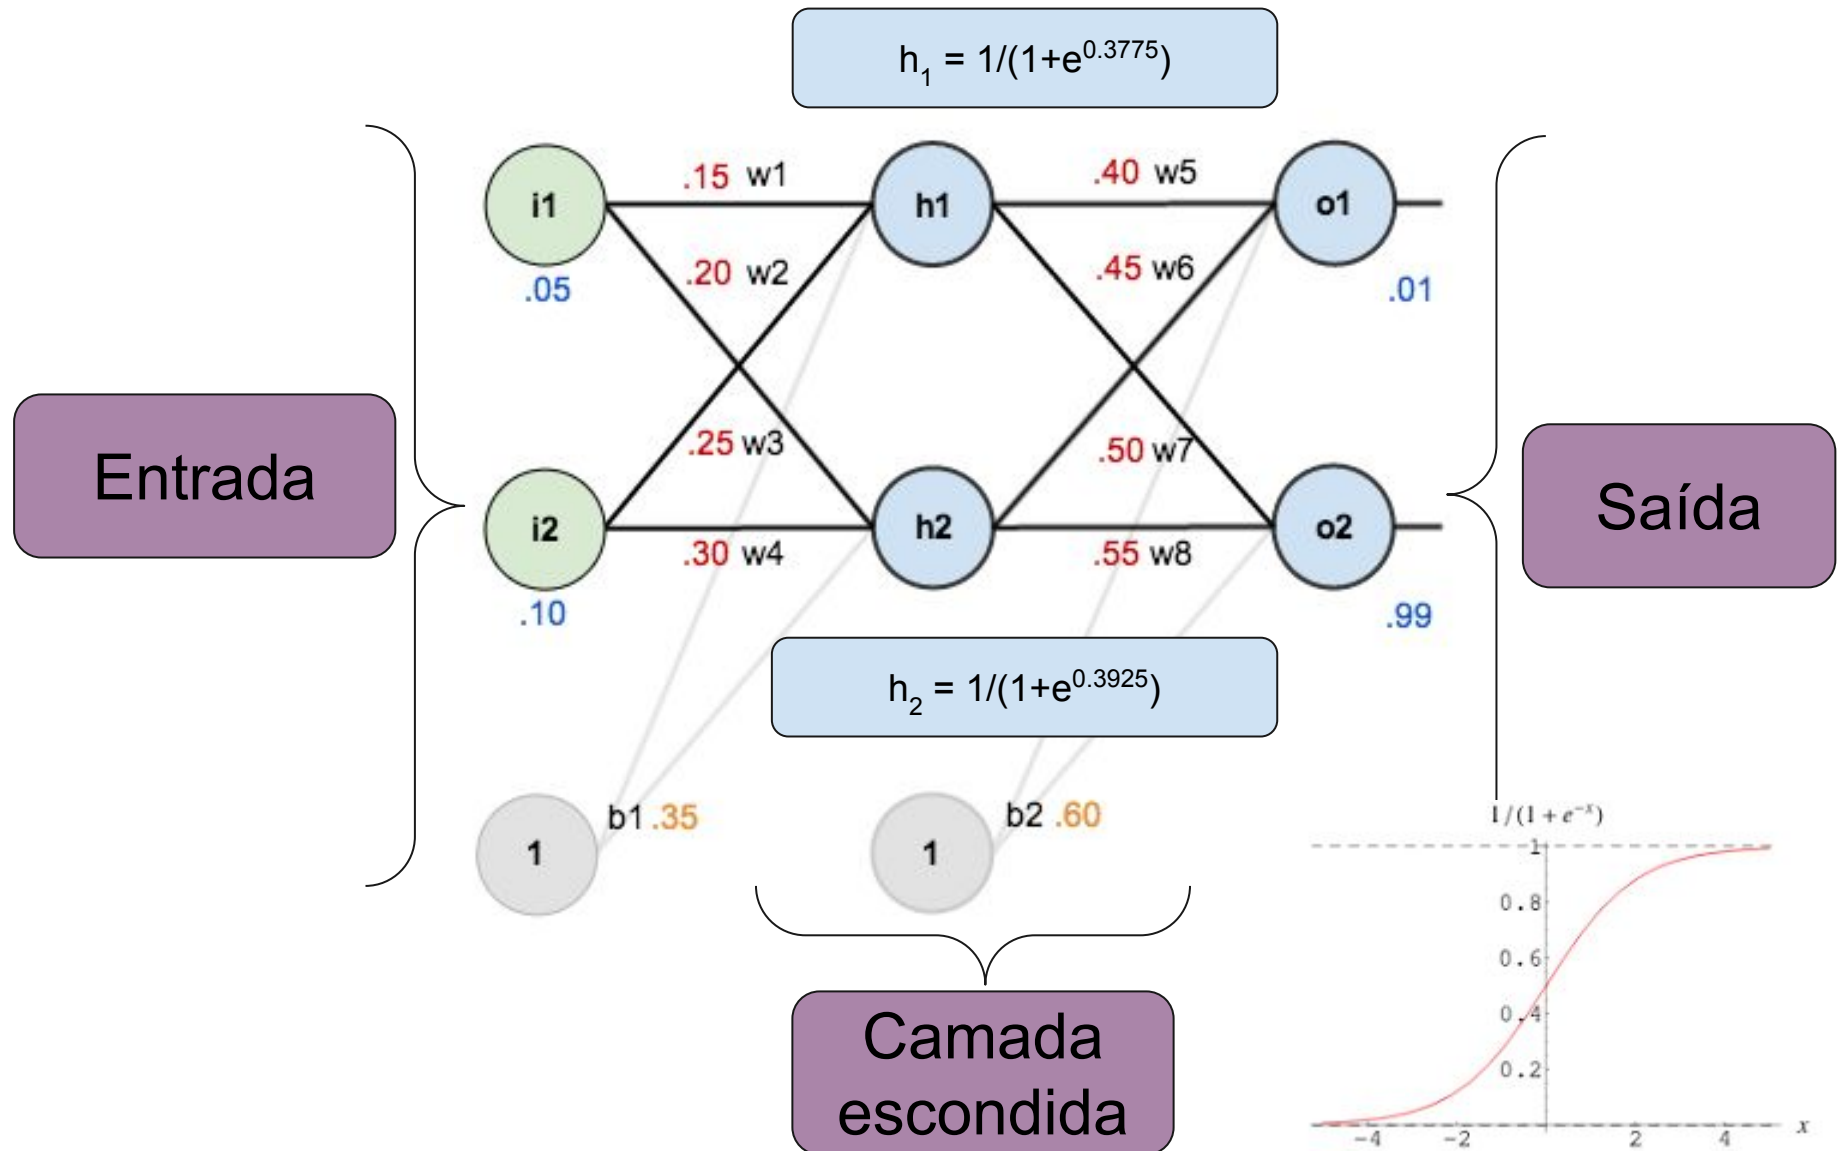 h₁ = 1/(1+e^0.3775)
.15 w1
.40 w5
i1
h1
o1
.20 w2
.45 w6
.05
.01
Entrada
.25 w3
.50 w7
Saída
i2
h2
o2
.30 w4
.55 w8
.10
.99
h₂ = 1/(1+e^0.3925)
b1 .35
b2 .60
1
1
1/(1 + e^-x)
1
0.8
0.6
0.4
0.2
-4 -2 2 4 x
Camada
escondida